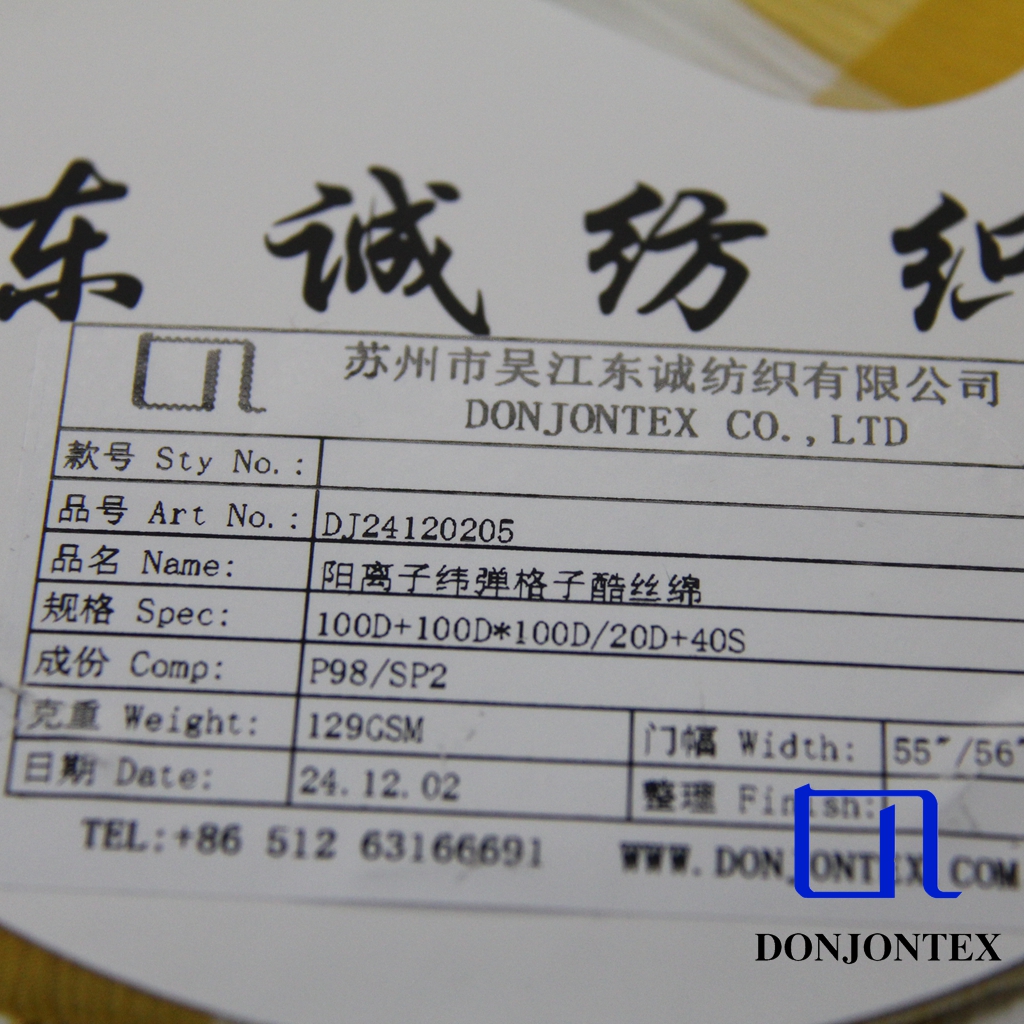 东诚纺织
苏州市吴江东诚纺织有限公司
DONJONTEX CO.,LTD
款号 Sty No.:
品号 Art No.: DJ24120205
品名 Name: 阳离子纬弹格子酷丝绵
规格 Spec: 100D+100D*100D/20D+40S
成份 Comp: P98/SP2
克重 Weight: 129GSM 门幅 Width: 55"/56"
日期 Date: 24.12.02 整理 Finish:
TEL:+86 512 63166691 WWW.DONJONTEX.COM
DONJONTEX